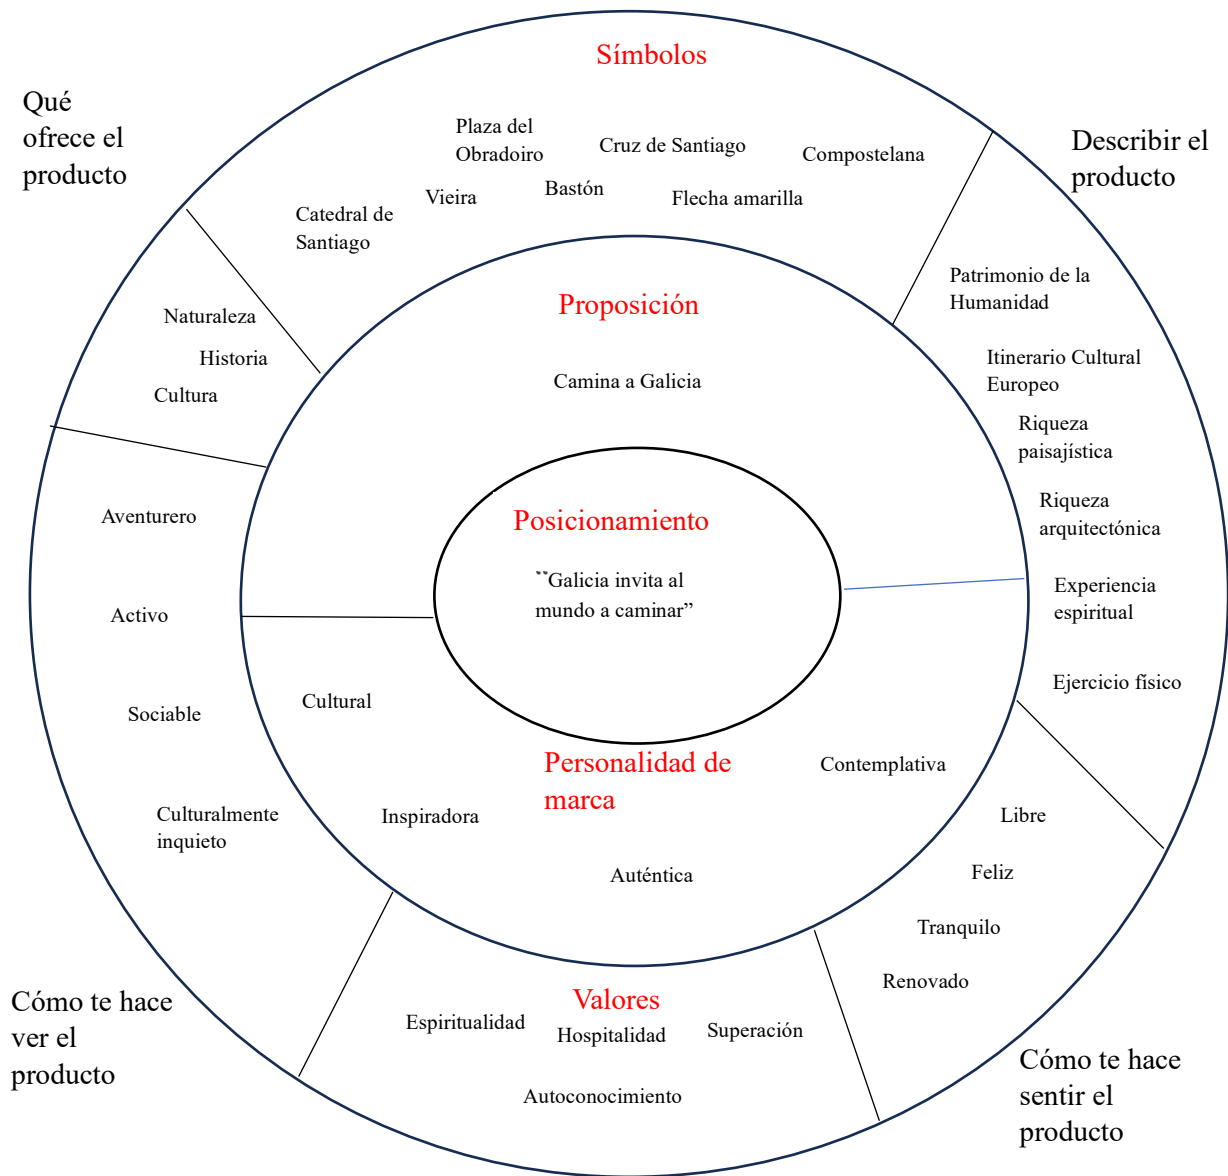 Símbolos
Qué
ofrece el
producto
Plaza del
Obradoiro
Cruz de Santiago
Compostelana
Describir el
producto
Vieira
Bastón
Flecha amarilla
Catedral de
Santiago
Patrimonio de la
Humanidad
Naturaleza
Historia
Cultura
Proposición
Camina a Galicia
Itinerario Cultural
Europeo
Riqueza
paisajística
Riqueza
arquitectónica
Experiencia
espiritual
Ejercicio físico
Posicionamiento
``Galicia invita al
mundo a caminar”
Aventurero
Activo
Sociable
Culturalmente
inquieto
Cultural
Personalidad de
marca
Contemplativa
Inspiradora
Auténtica
Libre
Feliz
Tranquilo
Renovado
Cómo te hace
ver el
producto
Valores
Espiritualidad
Hospitalidad
Superación
Autoconocimiento
Cómo te hace
sentir el
producto